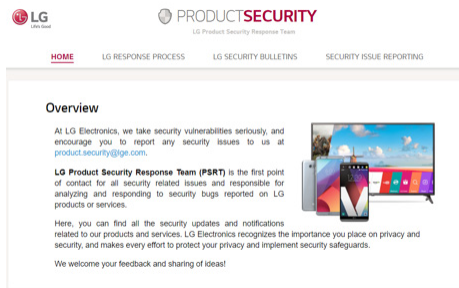 LG
Life's Good
PRODUCTSECURITY
LG Product Security Response Team
HOME LG RESPONSE PROCESS LG SECURITY BULLETINS SECURITY ISSUE REPORTING
Overview
At LG Electronics, we take security vulnerabilities seriously, and
encourage you to report any security issues to us at
product.security@lge.com.
LG Product Security Response Team (PSRT) is the first point
of contact for all security related issues and responsible for
analyzing and responding to security bugs reported on LG
products or services.
Here, you can find all the security updates and notifications
related to our products and services. LG Electronics recognizes the importance you place on privacy and
security, and makes every effort to protect your privacy and implement security safeguards.
We welcome your feedback and sharing of ideas!